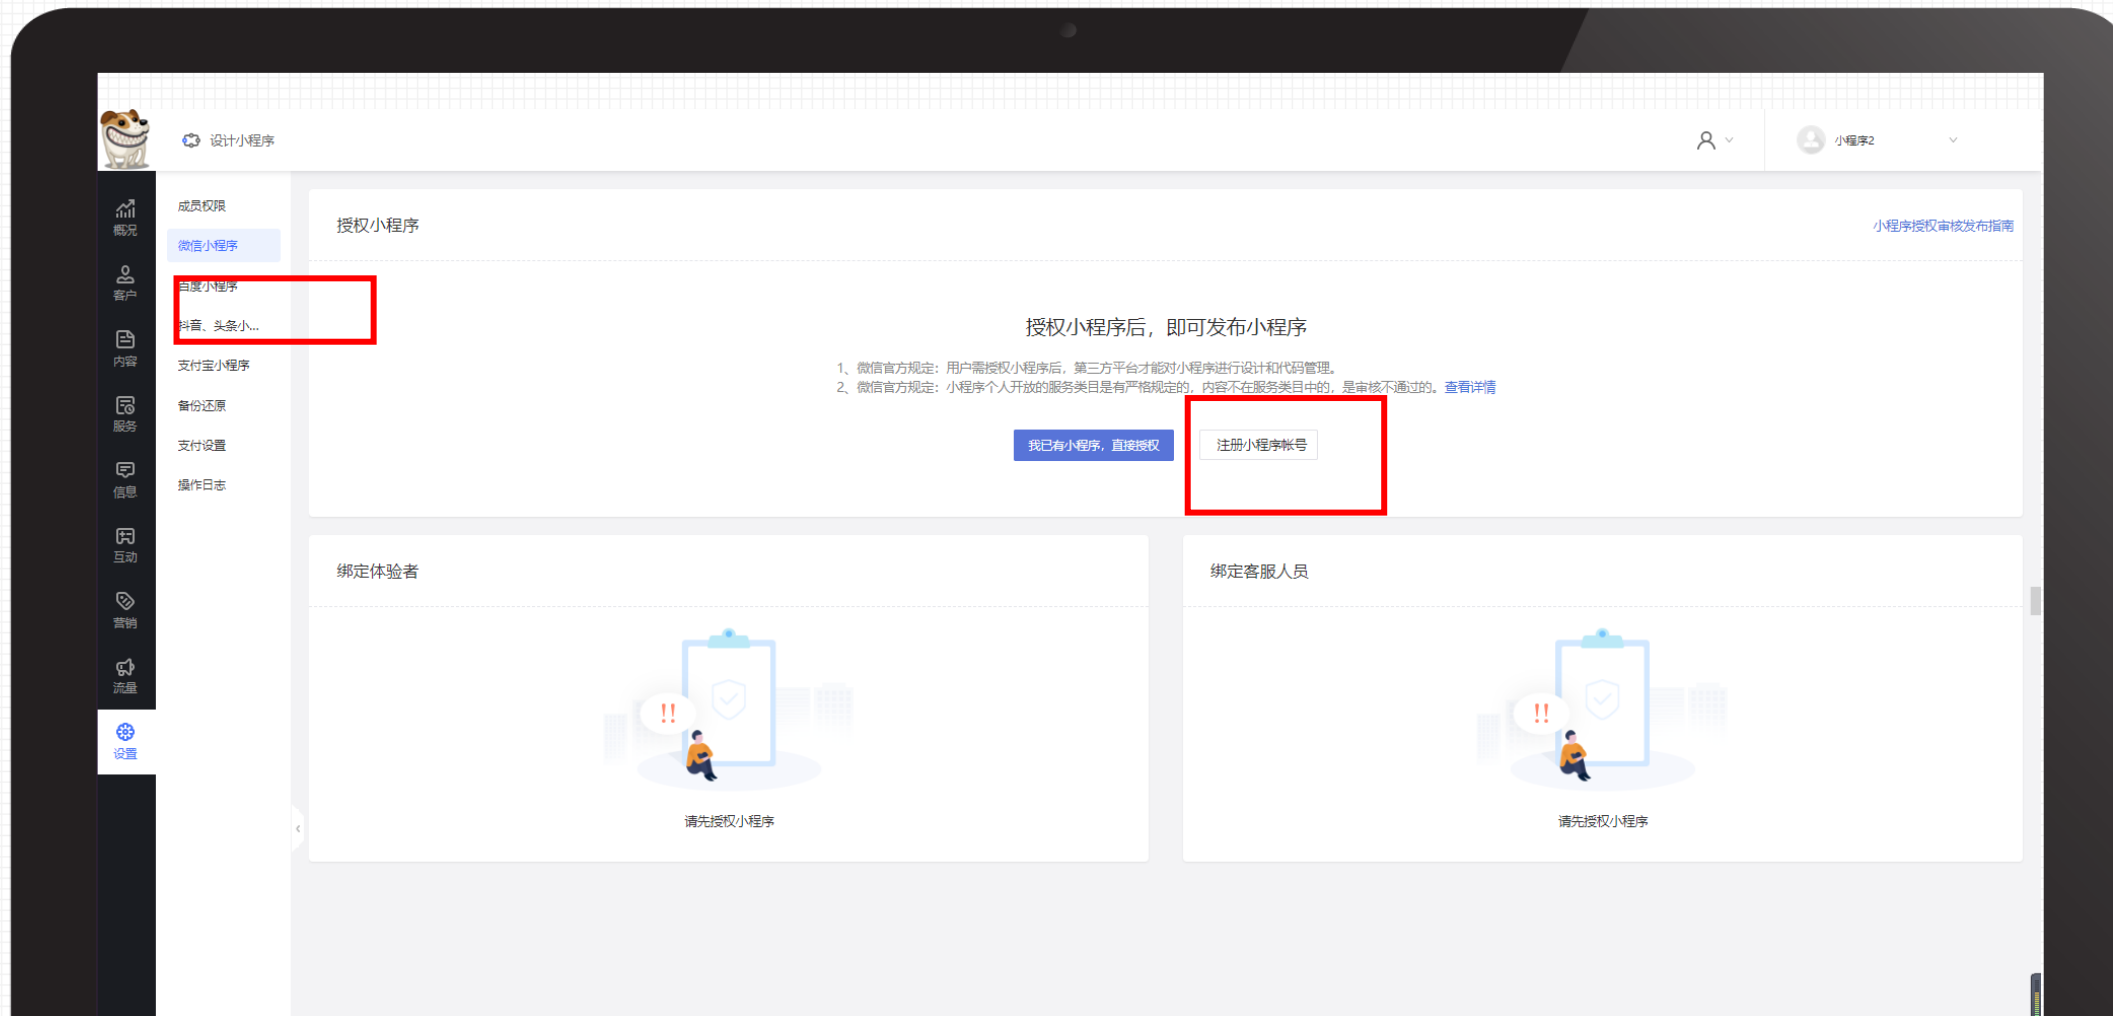 设计小程序
小程序2
概况
客户
内容
服务
信息
互动
营销
流量
设置
成员权限
微信小程序
百度小程序
抖音、头条小...
支付宝小程序
备份还原
支付设置
操作日志
授权小程序
小程序授权审核发布指南
授权小程序后，即可发布小程序
1、微信官方规定：用户需授权小程序后，第三方平台才能对小程序进行设计和代码管理。
2、微信官方规定：小程序个人开放的服务类目是有严格规定的，内容不在服务类目中的，是审核不通过的。查看详情
我已有小程序，直接授权
注册小程序帐号
绑定体验者
!!
请先授权小程序
绑定客服人员
!!
请先授权小程序